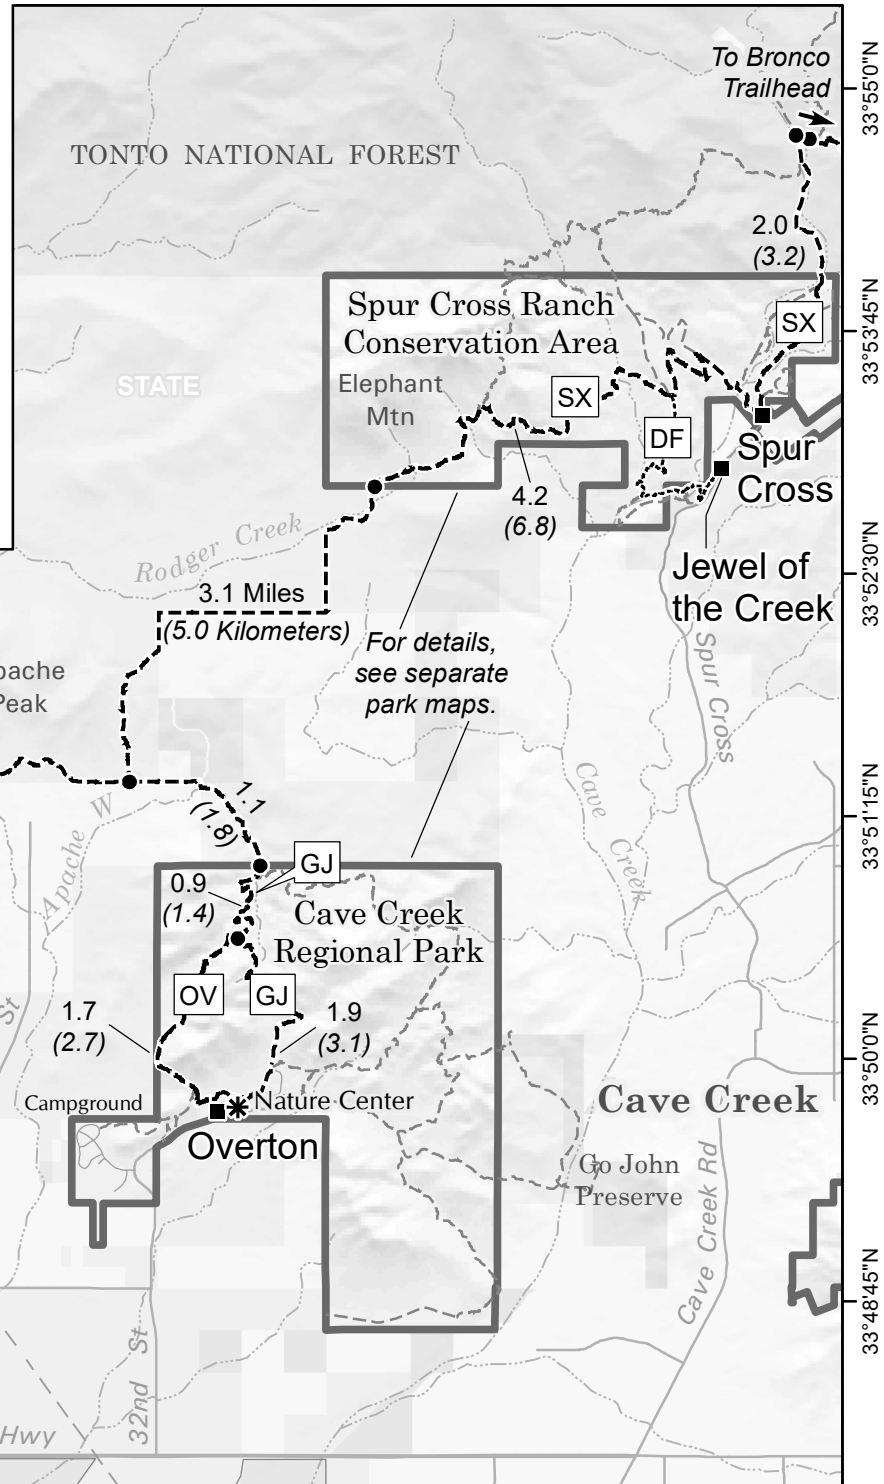 To Bronco
Trailhead
33°55'0"N
TONTO NATIONAL FOREST
2.0
(3.2)
33°53'45"N
Spur Cross Ranch
Conservation Area
SX
STATE
Elephant
Mtn
SX
DF
Spur
Cross
4.2
(6.8)
Rodger Creek
33°52'30"N
Jewel of
the Creek
3.1 Miles
(5.0 Kilometers)
For details,
see separate
park maps.
pache
Peak
Spur Cross
Cave Creek
1.1
(1.8)
33°51'15"N
Apache W
GJ
0.9
(1.4)
Cave Creek
Regional Park
OV
GJ
St
1.7
(2.7)
1.9
(3.1)
33°50'0"N
Campground
Nature Center
Cave Creek
Overton
Go John
Preserve
Cave Creek Rd
33°48'45"N
32nd St
Hwy